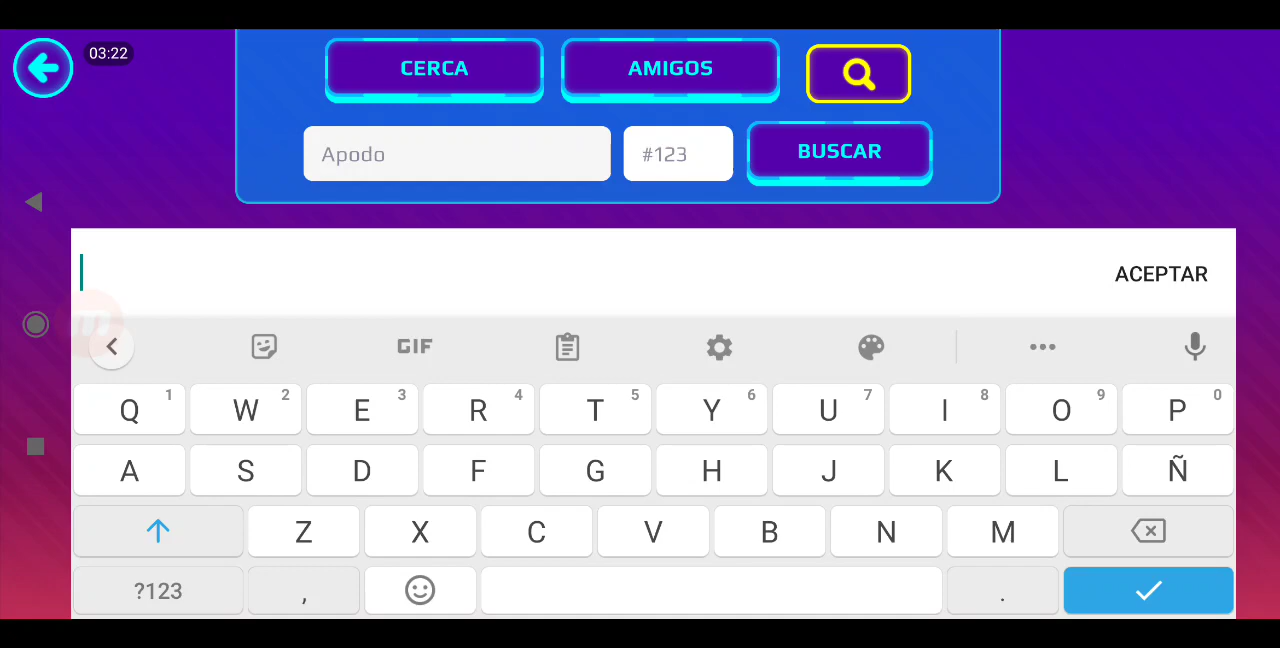 03:22
CERCA AMIGOS
Apodo #123 BUSCAR
ACEPTAR
GIF
Q 1 W 2 E 3 R 4 T 5 Y 6 U 7 I 8 O 9 P 0
A S D F G H J K L Ñ
Z X C V B N M
?123 , .